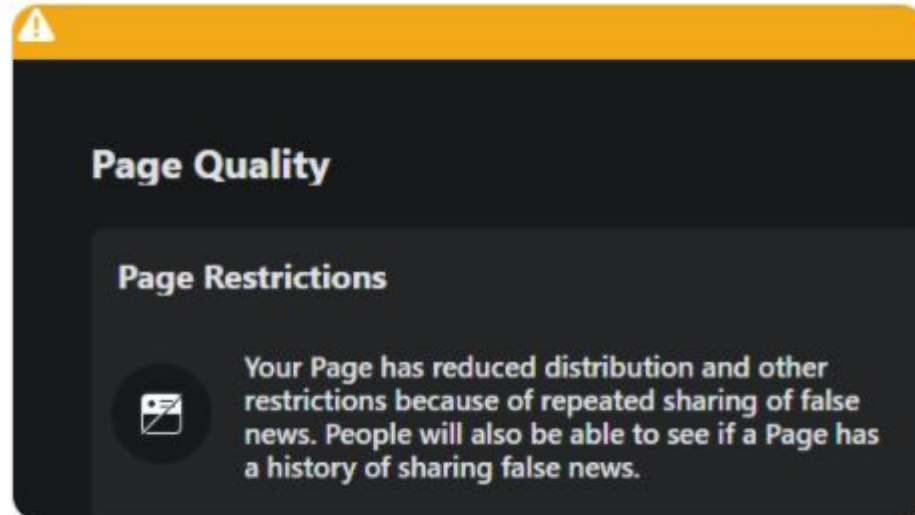 Page Quality
Page Restrictions
Your Page has reduced distribution and other
restrictions because of repeated sharing of false
news. People will also be able to see if a Page has
a history of sharing false news.